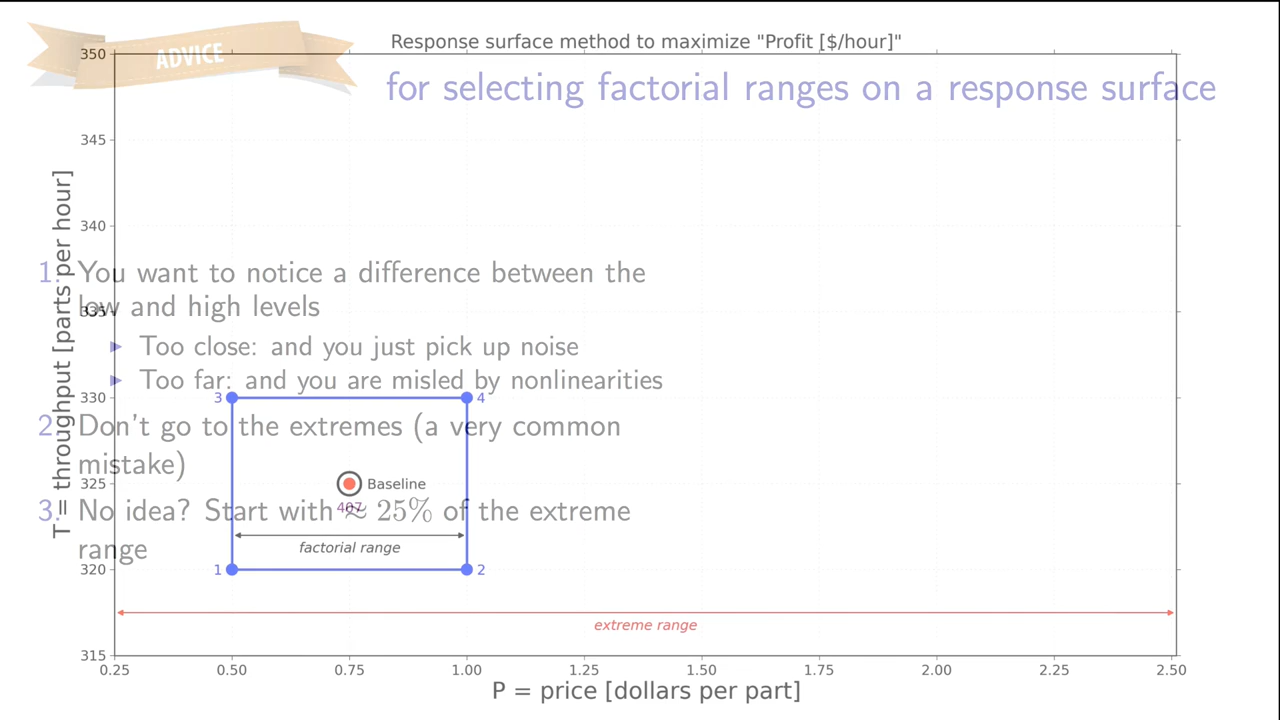 ADVICE
Response surface method to maximize "Profit [$/hour]"
for selecting factorial ranges on a response surface
350
345
340
335
330
325
320
315
T = throughput [parts per hour]
1. You want to notice a difference between the
low and high levels
Too close: and you just pick up noise
Too far: and you are misled by nonlinearities
2. Don't go to the extremes (a very common
mistake)
3. No idea? Start with ≈ 25% of the extreme
range
3
4
Baseline
407
factorial range
1
2
extreme range
0.25 0.50 0.75 1.00 1.25 1.50 1.75 2.00 2.25 2.50
P = price [dollars per part]